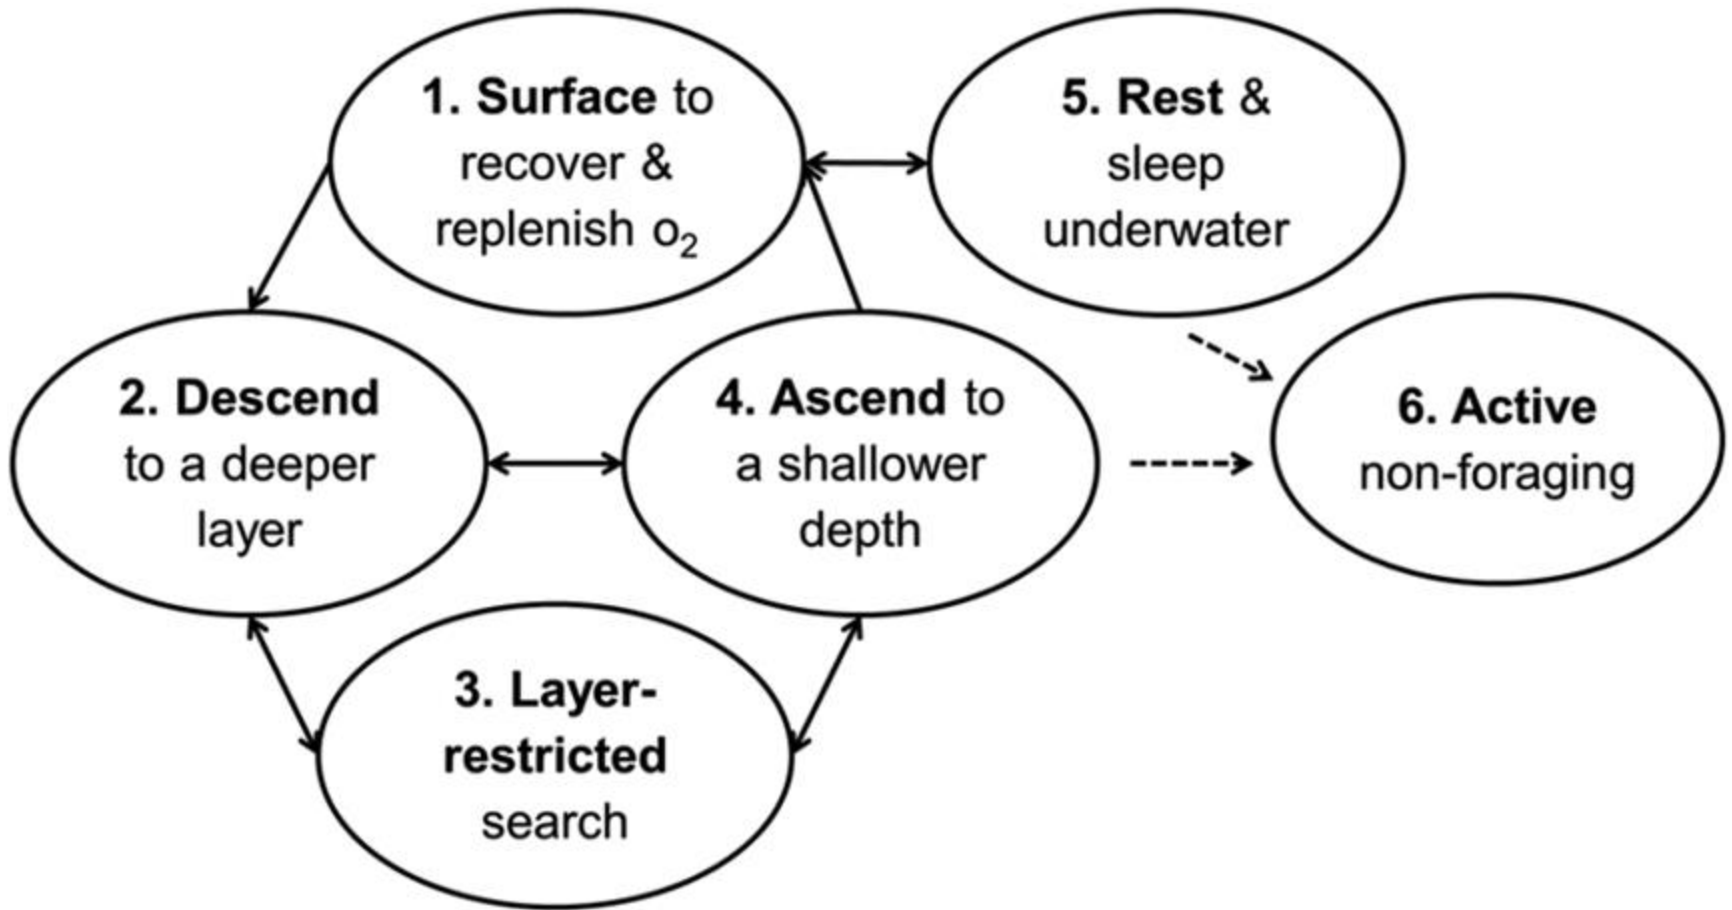 1. Surface to
recover &
replenish o₂
5. Rest &
sleep
underwater
2. Descend
to a deeper
layer
4. Ascend to
a shallower
depth
6. Active
non-foraging
3. Layer-
restricted
search